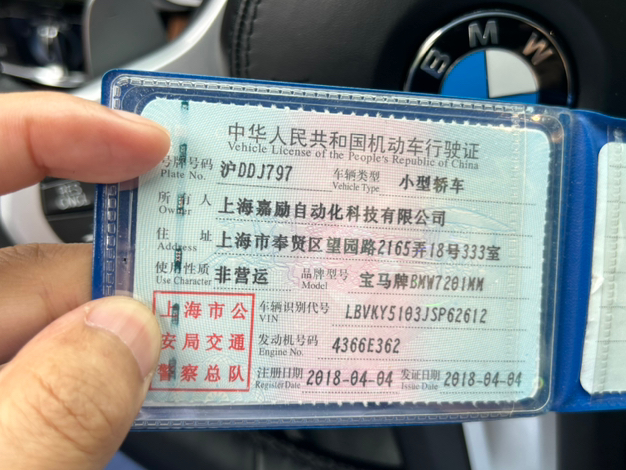 BMW
中华人民共和国机动车行驶证
Vehicle License of the People's Republic of China
号牌号码 沪DDJ797 车辆类型 小型轿车
Plate No. Vehicle Type
所有人 上海嘉励自动化科技有限公司
Owner
住址 上海市奉贤区望园路2165弄18号333室
Address
使用性质 非营运 品牌型号 宝马牌BMW7201MM
Use Character Model
上海市公安局交通警察总队
车辆识别代号 LBVKY5103JSP62612
VIN
发动机号码 4366E362
Engine No.
注册日期 2018-04-04 发证日期 2018-04-04
Register Date Issue Date